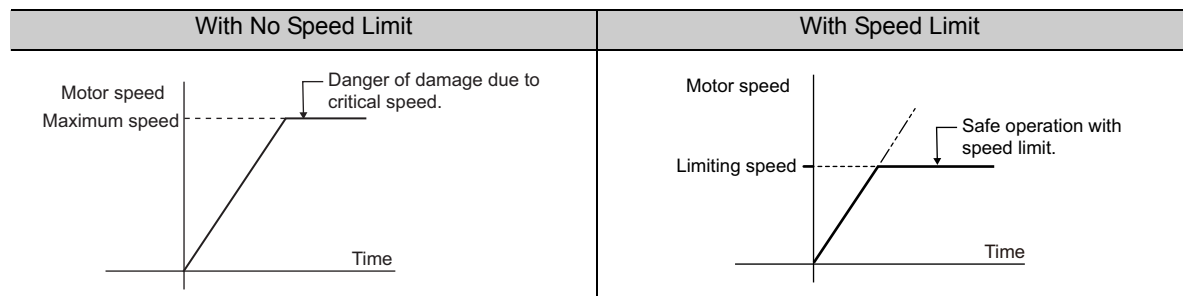 With No Speed Limit
With Speed Limit
Motor speed
Maximum speed
Danger of damage due to
critical speed.
Time
Motor speed
Limiting speed
Safe operation with
speed limit.
Time